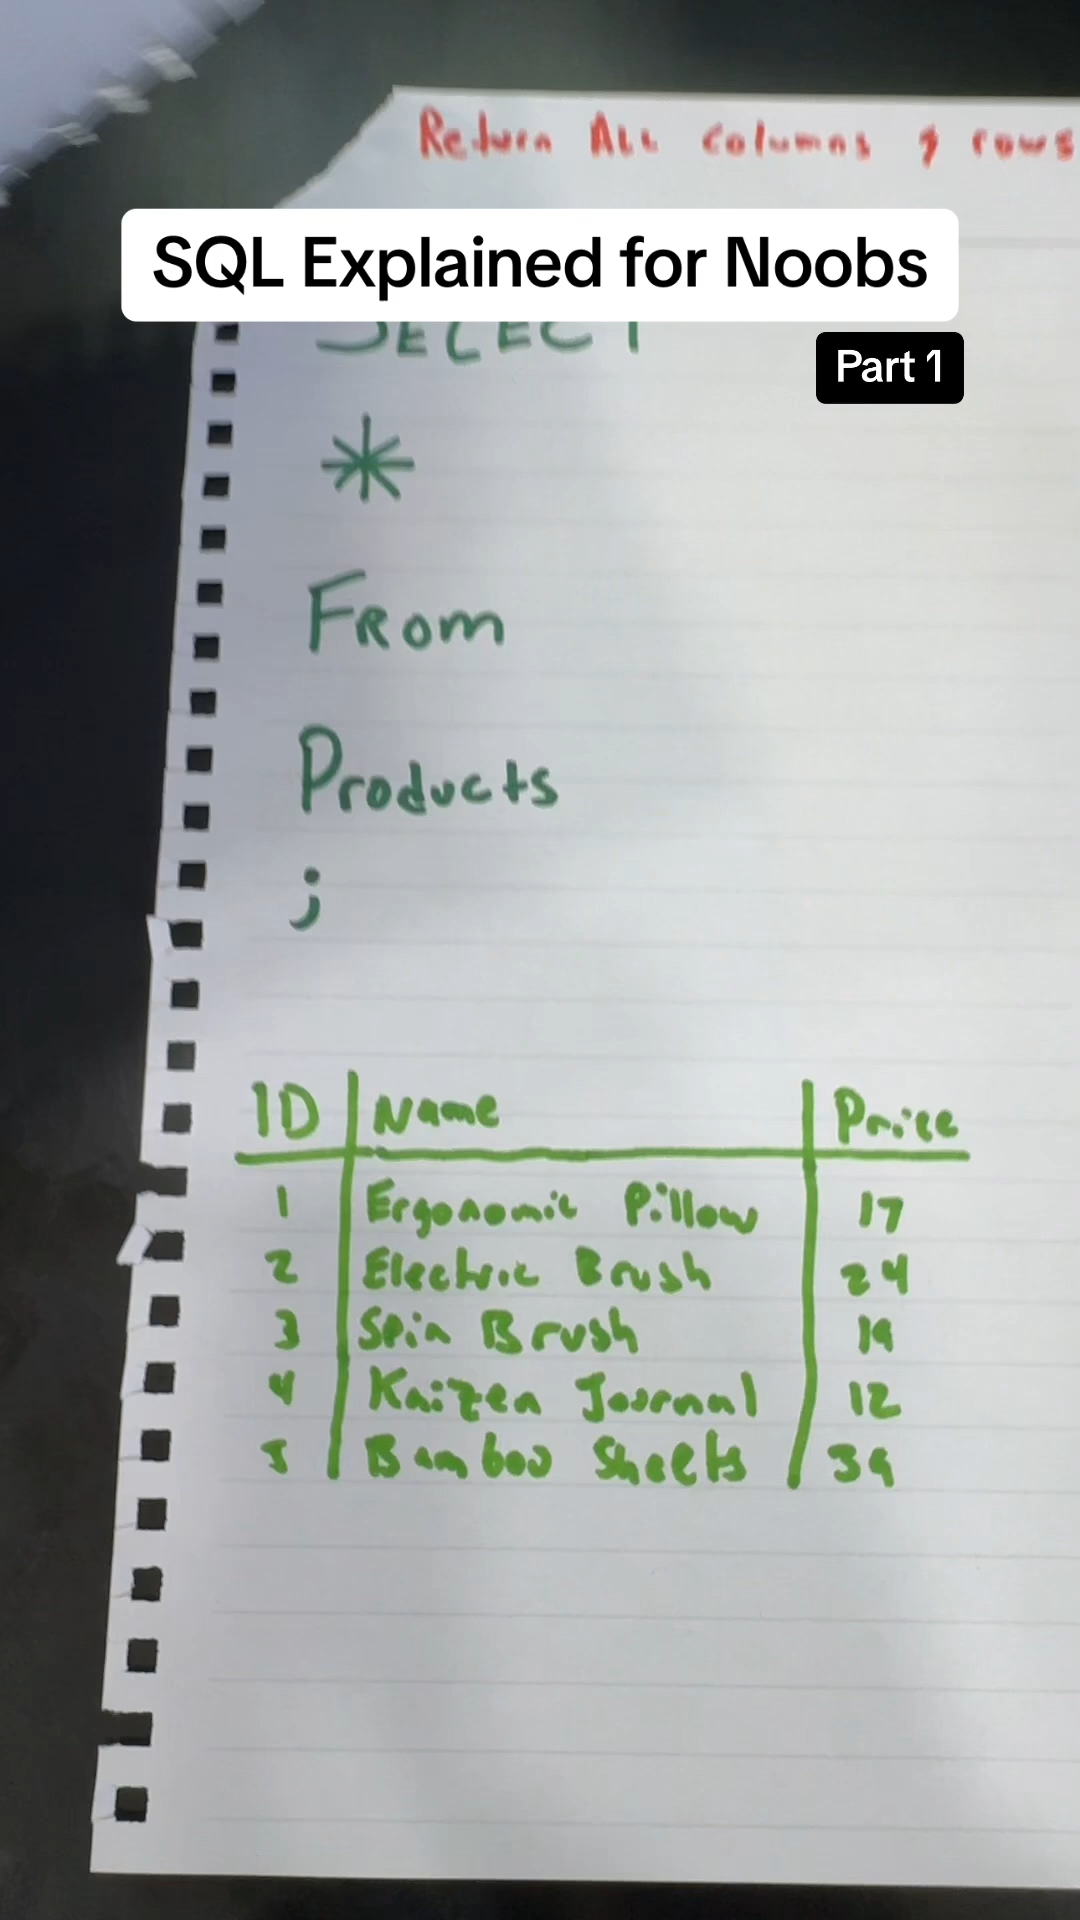 Return ALL columns & rows
SQL Explained for Noobs
Part 1
SELECT
*
From
Products
;
ID Name Price
1 Ergonomic Pillow 17
2 Electric Brush 24
3 Spin Brush 19
4 Kaizen Journal 12
5 Bamboo Sheets 39